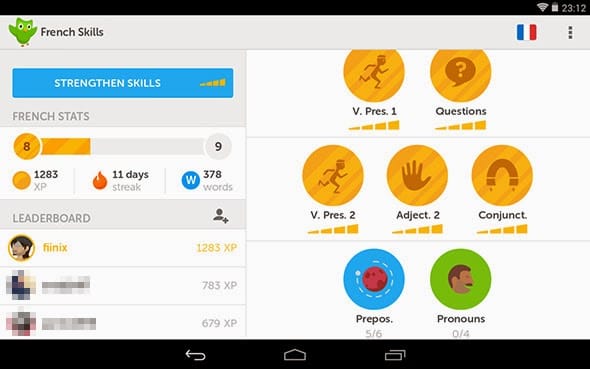 23:12
French Skills
STRENGTHEN SKILLS
FRENCH STATS
8
9
1283
XP
11 days
streak
W
378
words
LEADERBOARD
fiinix
1283 XP
783 XP
679 XP
V. Pres. 1
Questions
?
V. Pres. 2
Adject. 2
Conjunct.
Prepos.
5/6
Pronouns
0/4